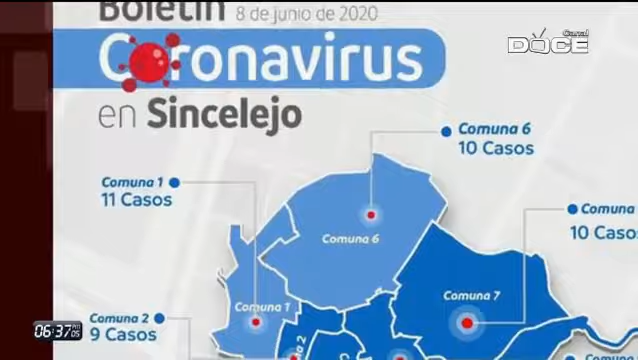 Boletín 8 de junio de 2020
Canal
DOCE
Coronavirus
en Sincelejo
Comuna 6
10 Casos
Comuna 1
11 Casos
Comuna
10 Casos
Comuna 6
Comuna 7
Comuna 1
Comuna 2
9 Casos
06:37
2